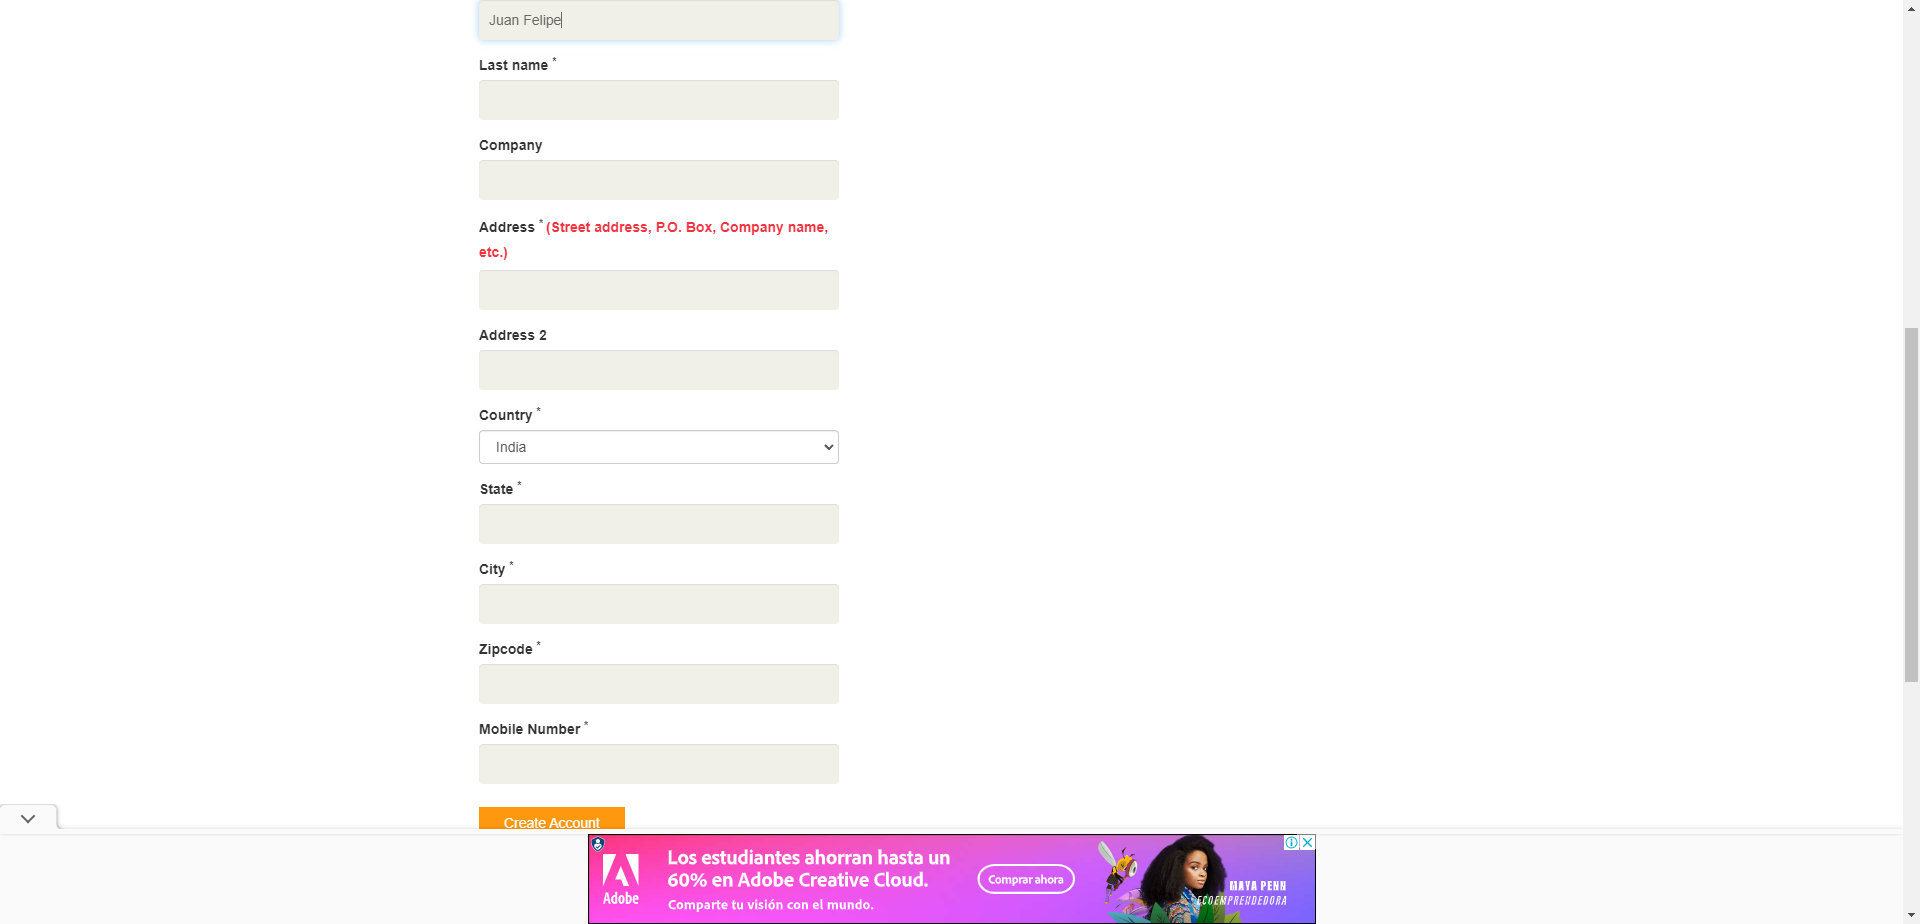 Juan Felipe
Last name *
Company
Address * (Street address, P.O. Box, Company name,
etc.)
Address 2
Country *
India
State *
City *
Zipcode *
Mobile Number *
Create Account
Adobe
Los estudiantes ahorran hasta un
60% en Adobe Creative Cloud.
Comparte tu visión con el mundo.
Comprar ahora
MAYA PENN
ECOEMPRENDEDORA